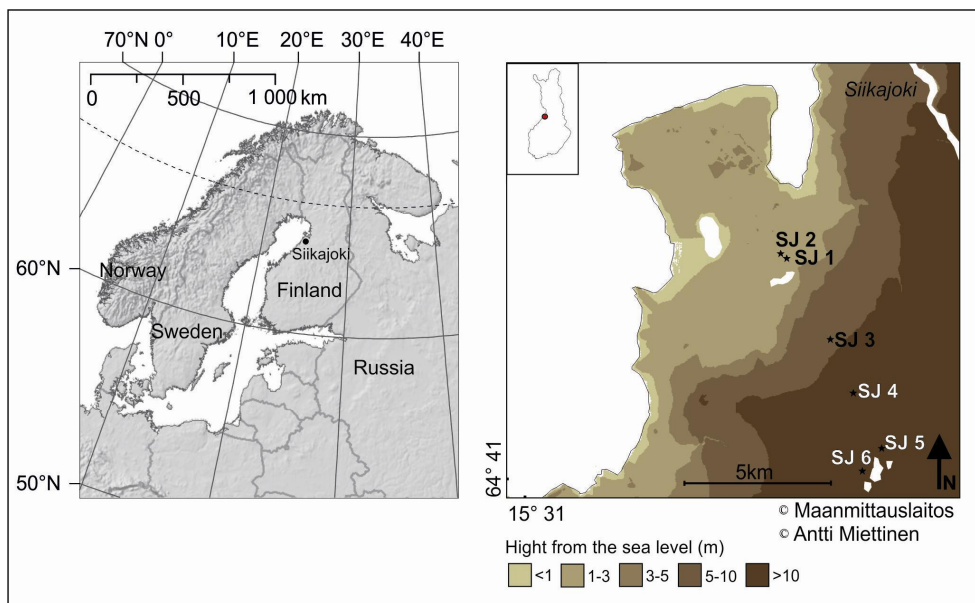 70°N 0° 10°E 20°E 30°E 40°E
0 500 1 000 km
Siikajoki
60°N
Norway
Finland
Sweden
Russia
50°N
Siikajoki
SJ 2
SJ 1
SJ 3
SJ 4
SJ 5
SJ 6
5km
N
64° 41
15° 31
© Maanmittauslaitos
© Antti Miettinen
Hight from the sea level (m)
<1 1-3 3-5 5-10 >10